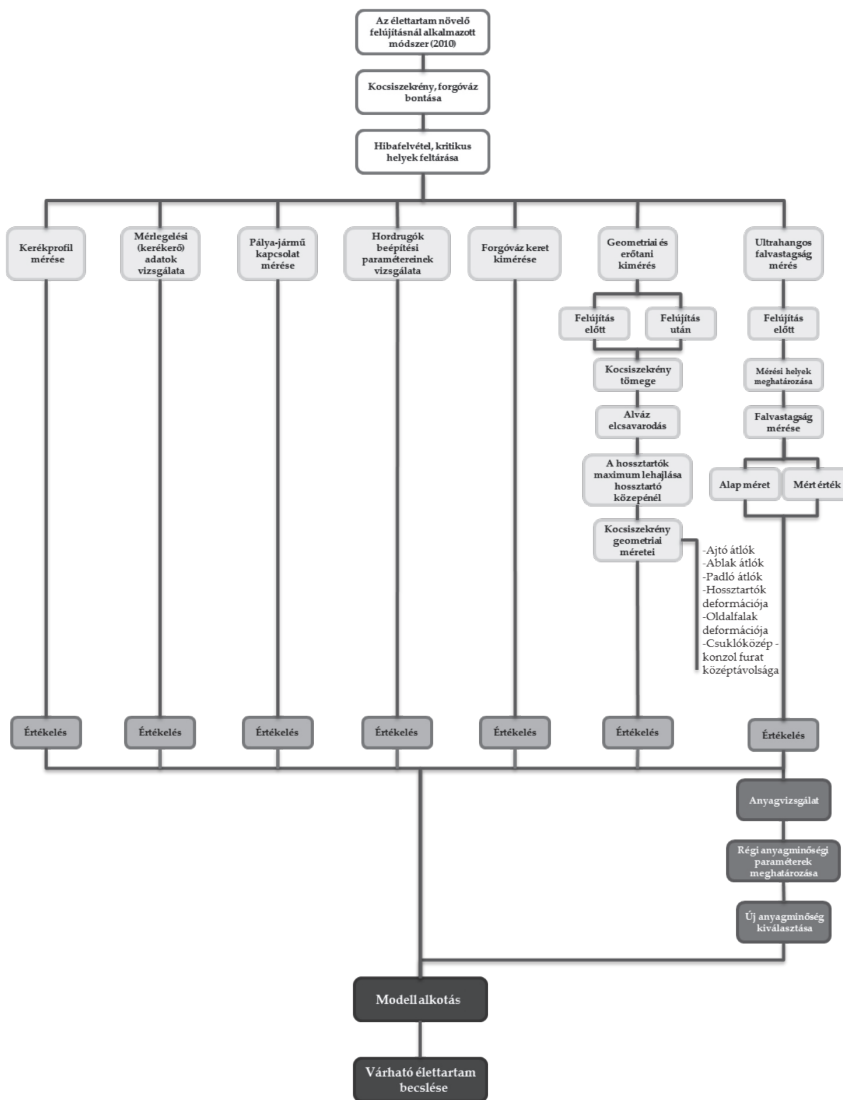 Az élettartam növelő
felújításnál alkalmazott
módszer (2010)
Kocsiszekrény, forgóváz
bontása
Hibafelvétel, kritikus
helyek feltárása
Kerékprofil
mérése
Mérlegelési
(kerékerő)
adatok
vizsgálata
Pálya-jármű
kapcsolat
mérése
Hordrugók
beépítési
paramétereinek
vizsgálata
Forgóváz keret
kimérése
Geometriai és
erőtani
kimérés
Ultrahangos
falvastagság
mérés
Felújítás
előtt
Felújítás
után
Felújítás
előtt
Kocsiszekrény
tömege
Mérési helyek
meghatározása
Alváz
elcsavarodás
Falvastagság
mérése
A hossztartók
maximum lehajlása
hossztartó
közepénél
Alap méret
Mért érték
Kocsiszekrény
geometriai
méretei
-Ajtó átlók
-Ablak átlók
-Padló átlók
-Hossztartók
deformációja
-Oldalfalak
deformációja
-Csuklóközép -
konzol furat
középtávolsága
Értékelés
Értékelés
Értékelés
Értékelés
Értékelés
Értékelés
Értékelés
Anyagvizsgálat
Régi anyagminőségi
paraméterek
meghatározása
Új anyagminőség
kiválasztása
Modell alkotás
Várható élettartam
becslése